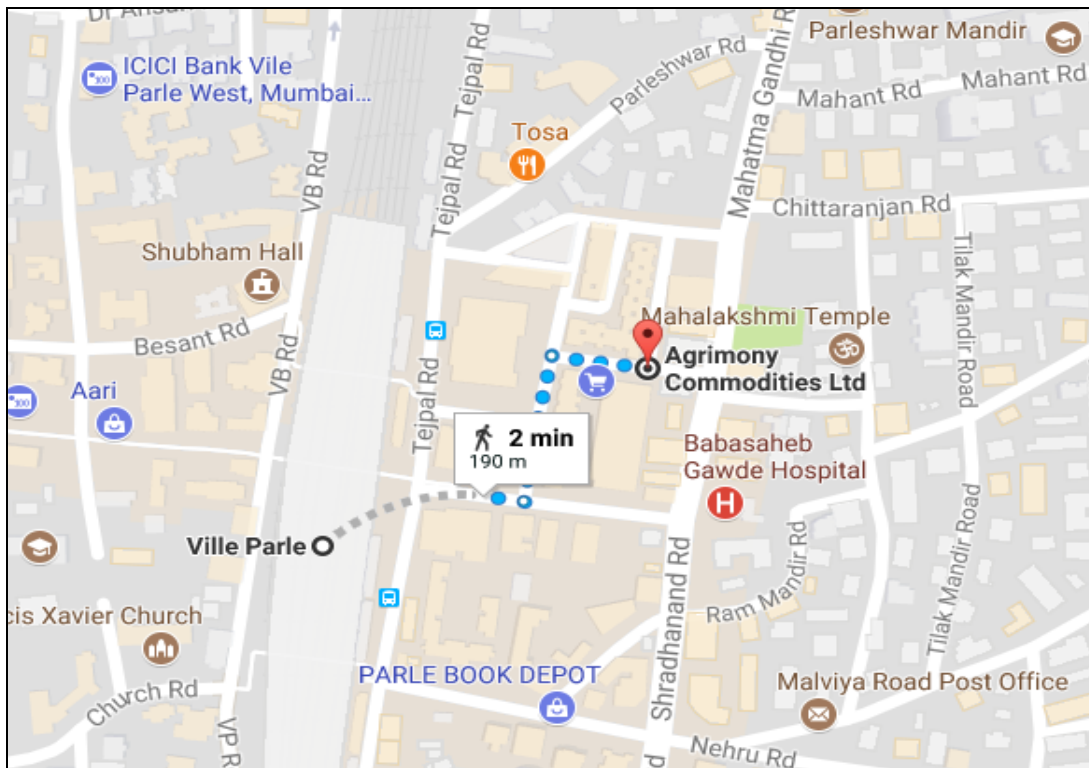 Dr Ansa
ICICI Bank Vile
Parle West, Mumbai...
VB Rd
Tejpal Rd
Tejpal Rd
Parleshwar Rd
Tosa
Mahatma Gandhi R
Parleshwar Mandir
Mahant Rd
Mahant Rd
Chittaranjan Rd
Tilak Mandir Road
Shubham Hall
Besant Rd
VB Rd
Aari
Tejpal Rd
Mahalakshmi Temple
Agrimony
Commodities Ltd
2 min
190 m
Babasaheb
Gawde Hospital
H
Ville Parle
Shradhanand Rd
Ram Mandir Rd
Tilak Mandir Road
cis Xavier Church
Church Rd
VP R
PARLE BOOK DEPOT
Malviya Road Post Office
Nehru Rd
d